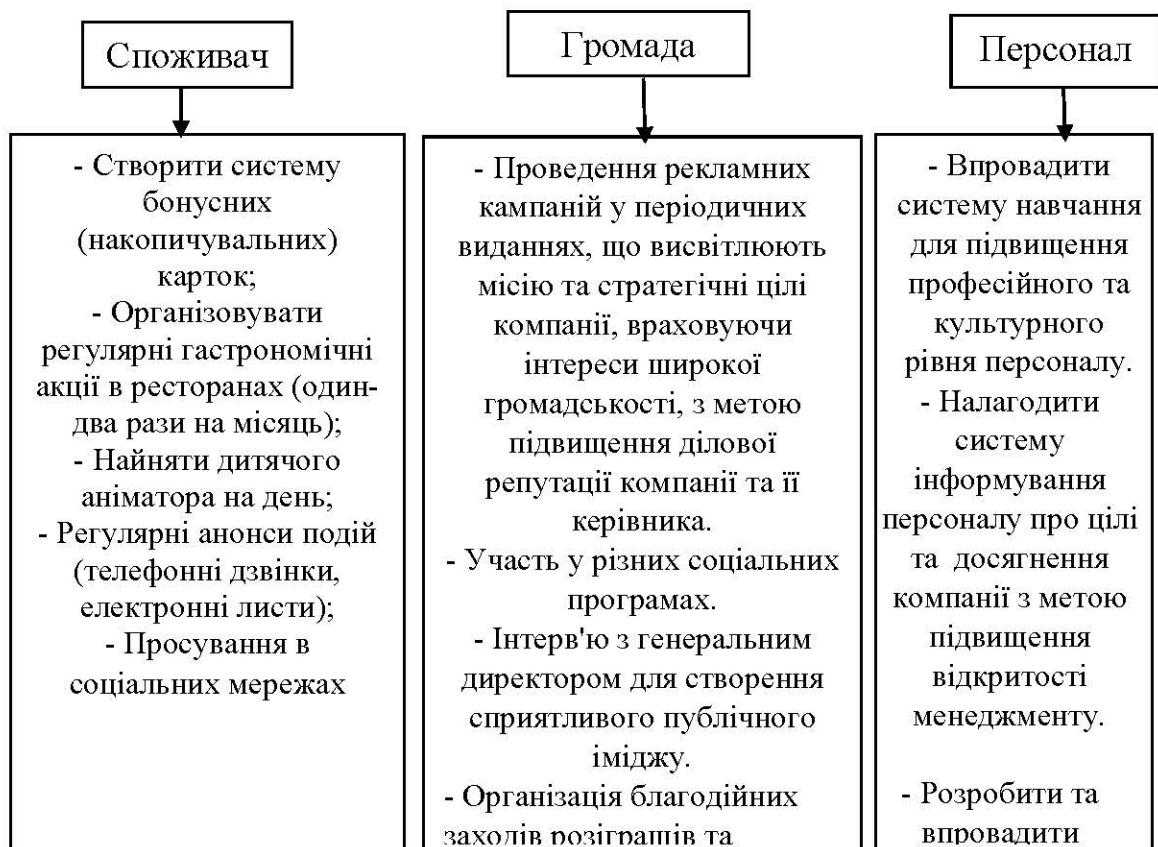 Споживач
- Створити систему
бонусних
(накопичувальних)
карток;
- Організовувати
регулярні гастрономічні
акції в ресторанах (один-
два рази на місяць);
- Найняти дитячого
аніматора на день;
- Регулярні анонси подій
(телефонні дзвінки,
електронні листи);
- Просування в
соціальних мережах
Громада
- Проведення рекламних
кампаній у періодичних
виданнях, що висвітлюють
місію та стратегічні цілі
компанії, враховуючи
інтереси широкої
громадськості, з метою
підвищення ділової
репутації компанії та її
керівника.
- Участь у різних соціальних
програмах.
- Інтерв'ю з генеральним
директором для створення
сприятливого публічного
іміджу.
- Організація благодійних
заходів розіграшів та
Персонал
- Впровадити
систему навчання
для підвищення
професійного та
культурного
рівня персоналу.
- Налагодити
систему
інформування
персоналу про цілі
та досягнення
компанії з метою
підвищення
відкритості
менеджменту.
- Розробити та
впровадити